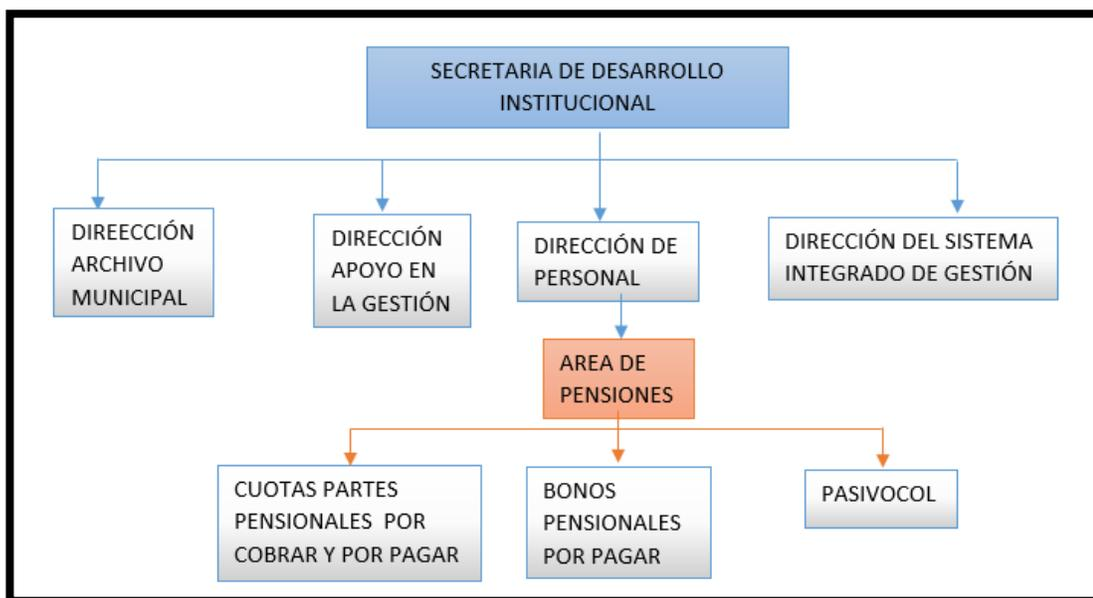 SECRETARIA DE DESARROLLO
INSTITUCIONAL
DIREECCIÓN
ARCHIVO
MUNICIPAL
DIRECCIÓN
APOYO EN
LA GESTIÓN
DIRECCIÓN DE
PERSONAL
DIRECCIÓN DEL SISTEMA
INTEGRADO DE GESTIÓN
AREA DE
PENSIONES
CUOTAS PARTES
PENSIONALES POR
COBRAR Y POR PAGAR
BONOS
PENSIONALES
POR PAGAR
PASIVOCOL